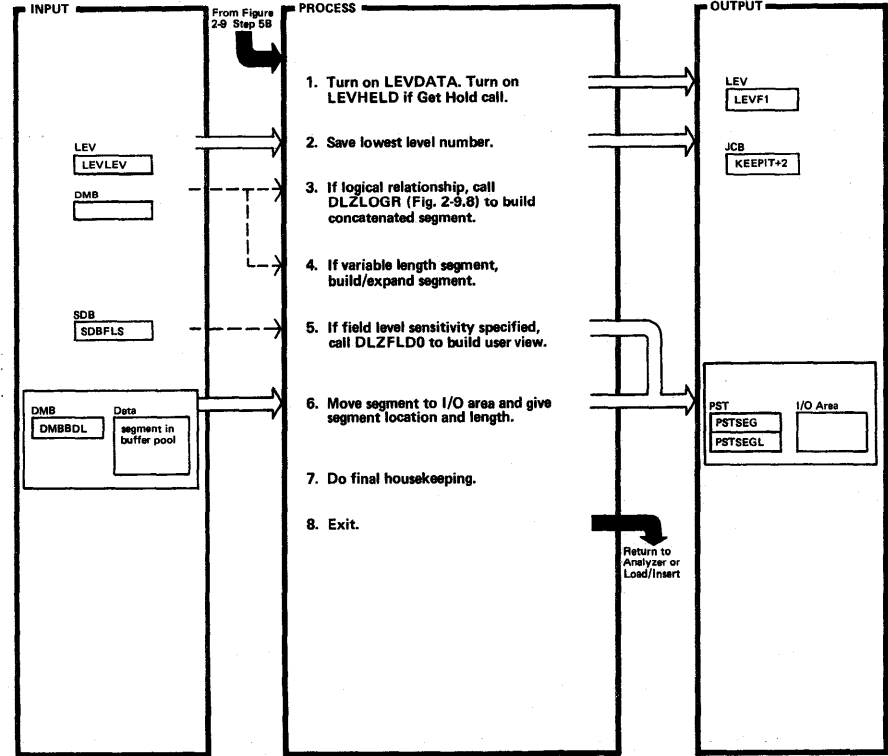 INPUT
From Figure
2-9 Step 5B
PROCESS
OUTPUT
1. Turn on LEVDATA. Turn on
LEVHELD if Get Hold call.
LEV
LEVF1
LEV
LEVLEV
2. Save lowest level number.
JCB
KEEPIT+2
DMB
3. If logical relationship, call
DLZLOGR (Fig. 2-9.8) to build
concatenated segment.
4. If variable length segment,
build/expand segment.
SDB
SDBFLS
5. If field level sensitivity specified,
call DLZFLD0 to build user view.
DMB
DMBBDL
Data
segment in
buffer pool
6. Move segment to I/O area and give
segment location and length.
PST
PSTSEG
PSTSEGL
I/O Area
7. Do final housekeeping.
8. Exit.
Return to
Analyzer or
Load/Insert